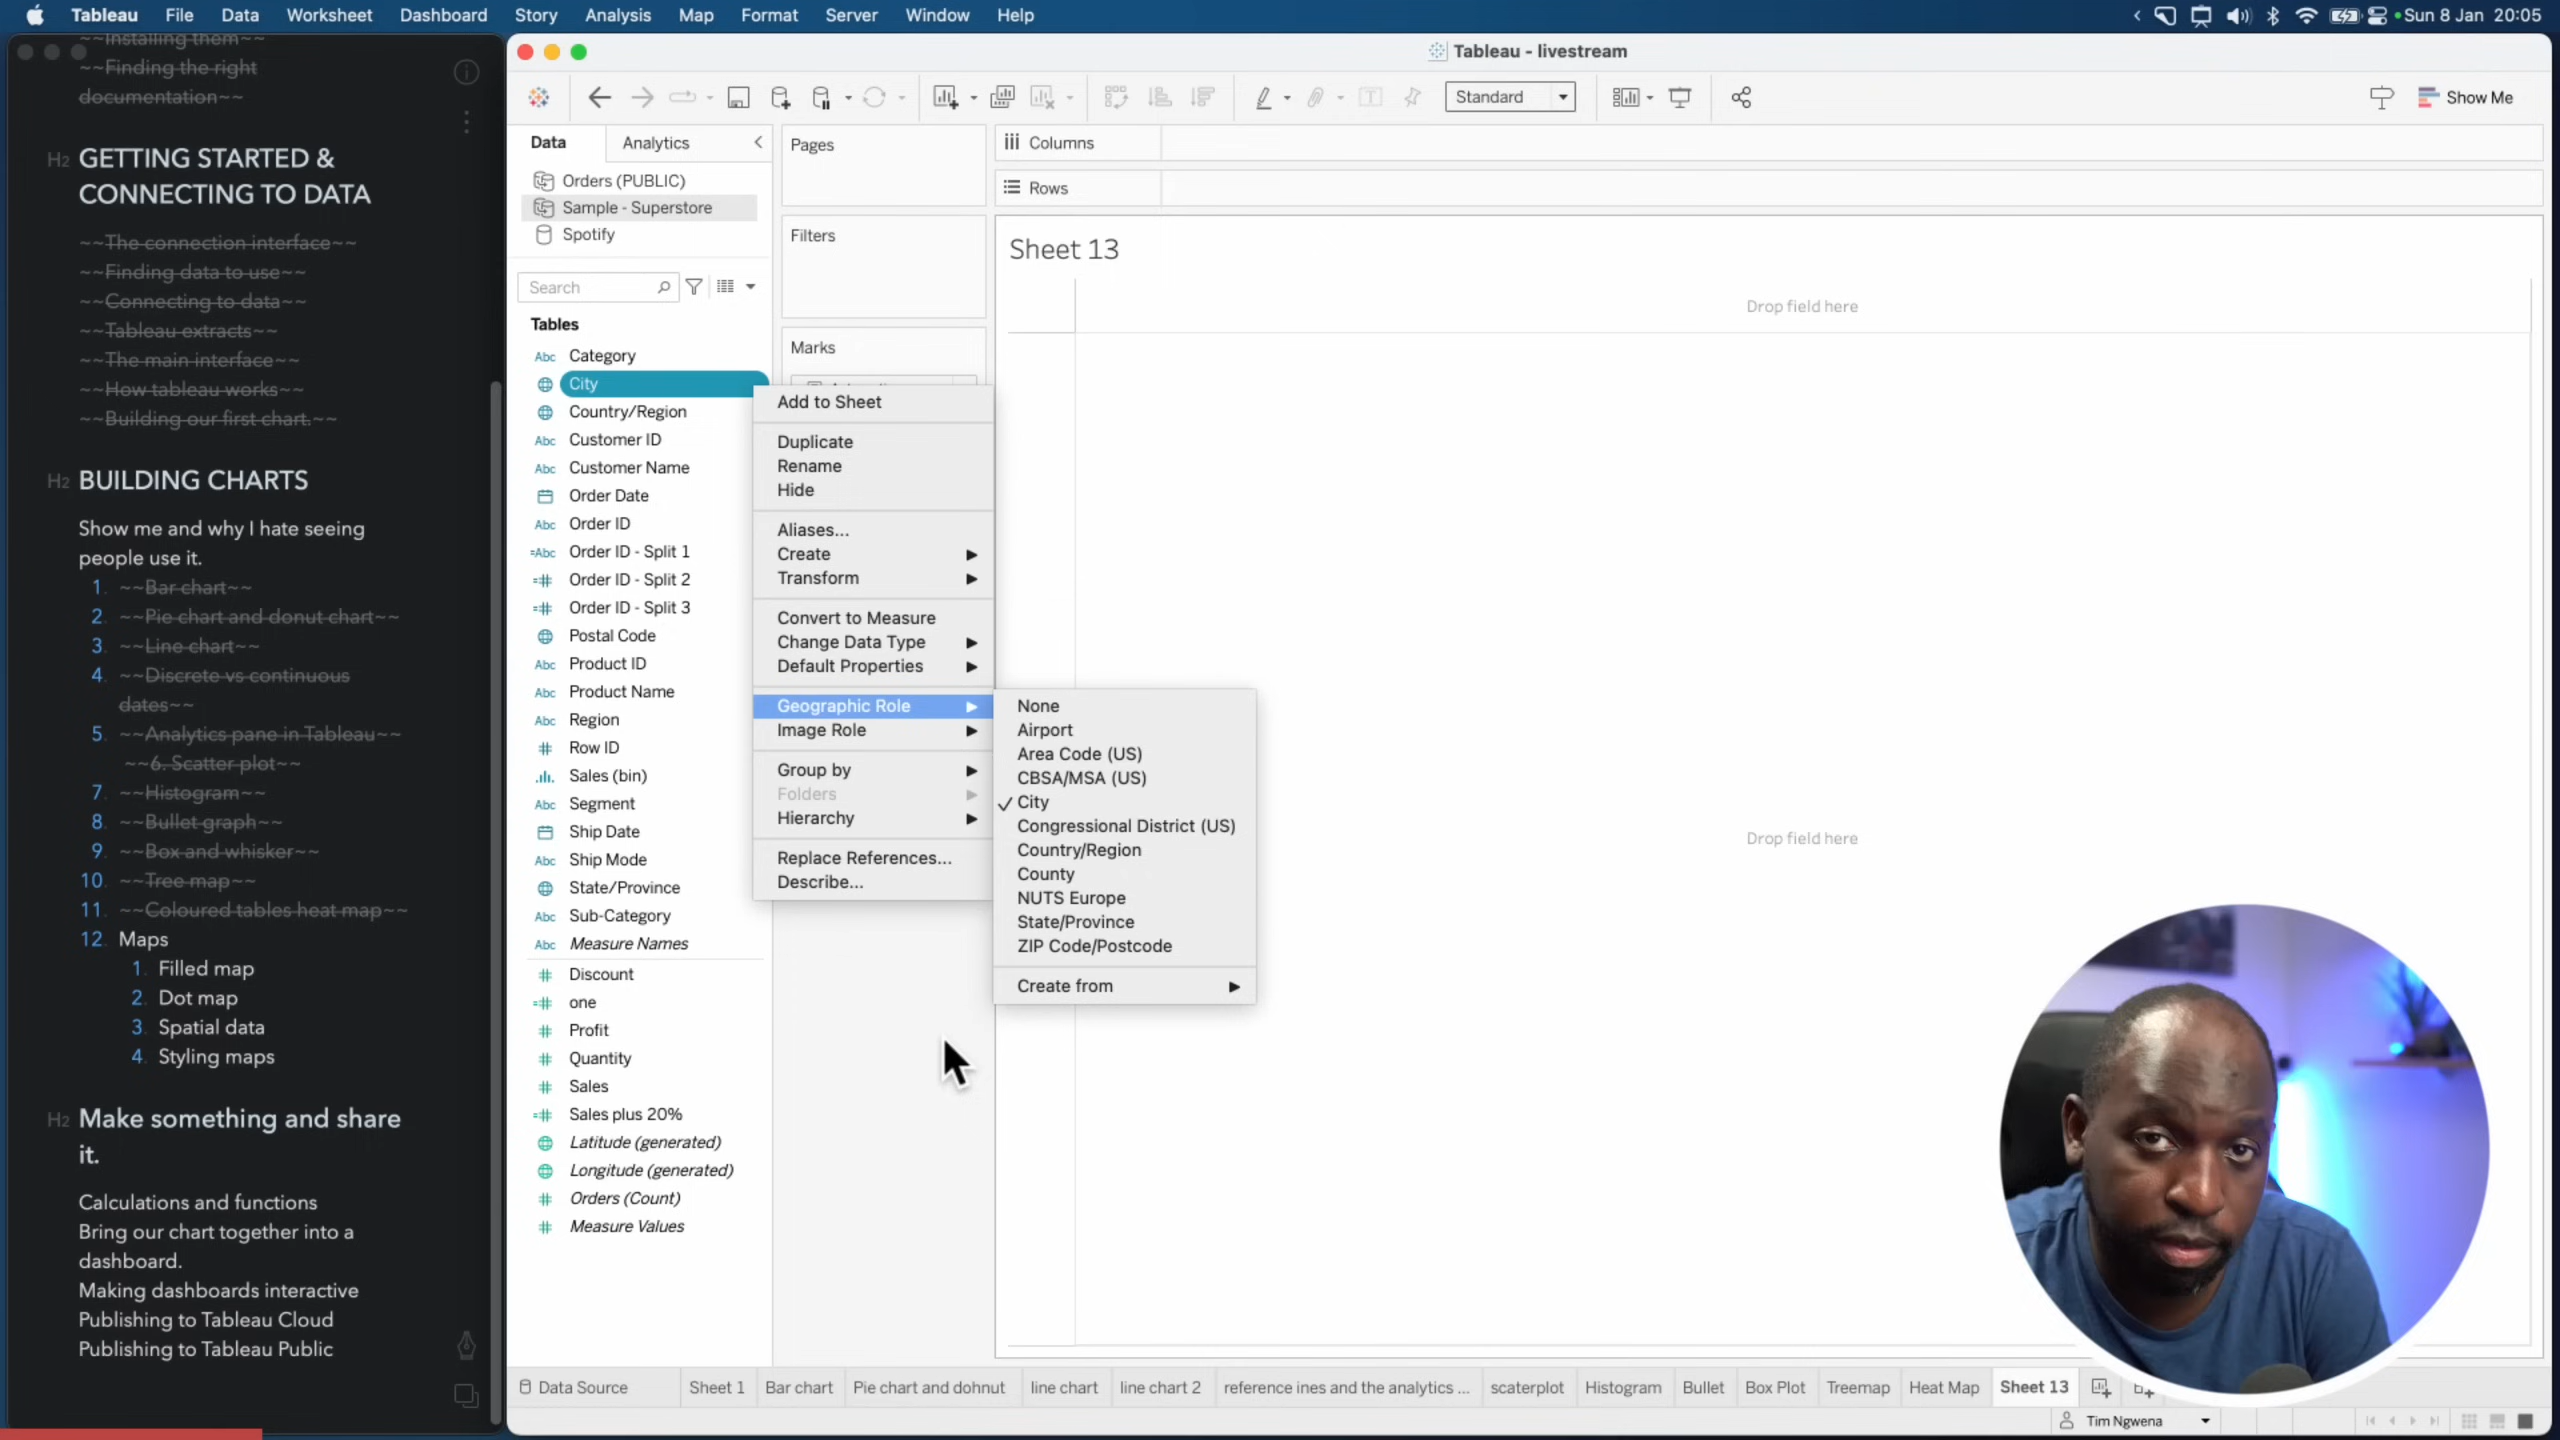 Tableau File Data Worksheet Dashboard Story Analysis Map Format Server Window Help
Sun 8 Jan 20:05
~~Installing them~~
~~Finding the right
documentation~~
H2 GETTING STARTED &
CONNECTING TO DATA
~~The connection interface~~
~~Finding data to use~~
~~Connecting to data~~
~~Tableau extracts~~
~~The main interface~~
~~How tableau works~~
~~Building our first chart.~~
H2 BUILDING CHARTS
Show me and why I hate seeing
people use it.
1. ~~Bar chart~~
2. ~~Pie chart and donut chart~~
3. ~~Line chart~~
4. ~~Discrete vs continuous
dates~~
5. ~~Analytics pane in Tableau~~
~~6. Scatter plot~~
7. ~~Histogram~~
8. ~~Bullet graph~~
9. ~~Box and whisker~~
10. ~~Tree map~~
11. ~~Coloured tables heat map~~
12. Maps
1. Filled map
2. Dot map
3. Spatial data
4. Styling maps
H2 Make something and share
it.
Calculations and functions
Bring our chart together into a
dashboard.
Making dashboards interactive
Publishing to Tableau Cloud
Publishing to Tableau Public
Tableau - livestream
Standard
Show Me
Data Analytics
Orders (PUBLIC)
Sample - Superstore
Spotify
Search
Tables
Abc Category
City
Country/Region
Abc Customer ID
Abc Customer Name
Order Date
Abc Order ID
=Abc Order ID - Split 1
=# Order ID - Split 2
=# Order ID - Split 3
Postal Code
Abc Product ID
Abc Product Name
Abc Region
# Row ID
Sales (bin)
Abc Segment
Ship Date
Abc Ship Mode
State/Province
Abc Sub-Category
Abc Measure Names
# Discount
=# one
# Profit
# Quantity
# Sales
=# Sales plus 20%
Latitude (generated)
Longitude (generated)
# Orders (Count)
# Measure Values
Pages
Filters
Marks
Columns
Rows
Sheet 13
Drop field here
Drop field here
Add to Sheet
Duplicate
Rename
Hide
Aliases...
Create
Transform
Convert to Measure
Change Data Type
Default Properties
Geographic Role
Image Role
Group by
Folders
Hierarchy
Replace References...
Describe...
None
Airport
Area Code (US)
CBSA/MSA (US)
City
Congressional District (US)
Country/Region
County
NUTS Europe
State/Province
ZIP Code/Postcode
Create from
Data Source Sheet 1 Bar chart Pie chart and dohnut line chart line chart 2 reference ines and the analytics ... scaterplot Histogram Bullet Box Plot Treemap Heat Map Sheet 13
Tim Ngwena